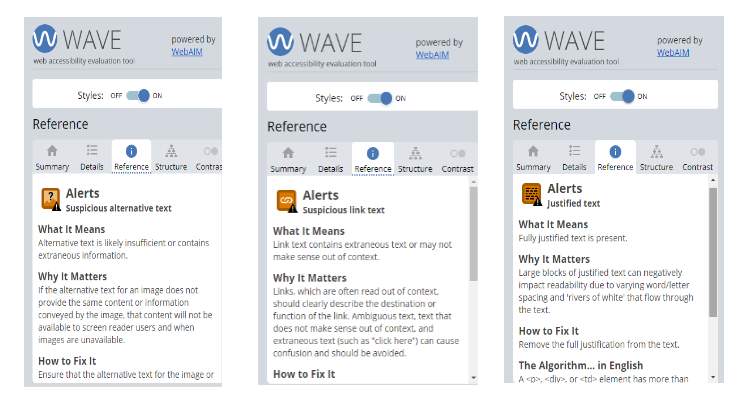 WAVE
powered by
WebAIM
web accessibility evaluation tool
Styles: OFF ON
Reference
Summary Details Reference Structure Contras
Alerts
Suspicious alternative text
What It Means
Alternative text is likely insufficient or contains
extraneous information.
Why It Matters
If the alternative text for an image does not
provide the same content or information
conveyed by the image, that content will not be
available to screen reader users and when
images are unavailable.
How to Fix It
Ensure that the alternative text for the image or
WAVE
powered by
WebAIM
web accessibility evaluation tool
Styles: OFF ON
Reference
Summary Details Reference Structure Contrast
Alerts
Suspicious link text
What It Means
Link text contains extraneous text or may not
make sense out of context.
Why It Matters
Links, which are often read out of context,
should clearly describe the destination or
function of the link. Ambiguous text, text that
does not make sense out of context, and
extraneous text (such as "click here") can cause
confusion and should be avoided.
How to Fix It
WAVE
powered by
WebAIM
web accessibility evaluation tool
Styles: OFF ON
Reference
Summary Details Reference Structure Contrast
Alerts
Justified text
What It Means
Fully justified text is present.
Why It Matters
Large blocks of justified text can negatively
impact readability due to varying word/letter
spacing and 'rivers of white' that flow through
the text.
How to Fix It
Remove the full justification from the text.
The Algorithm... in English
A <p>, <div>, or <td> element has more than